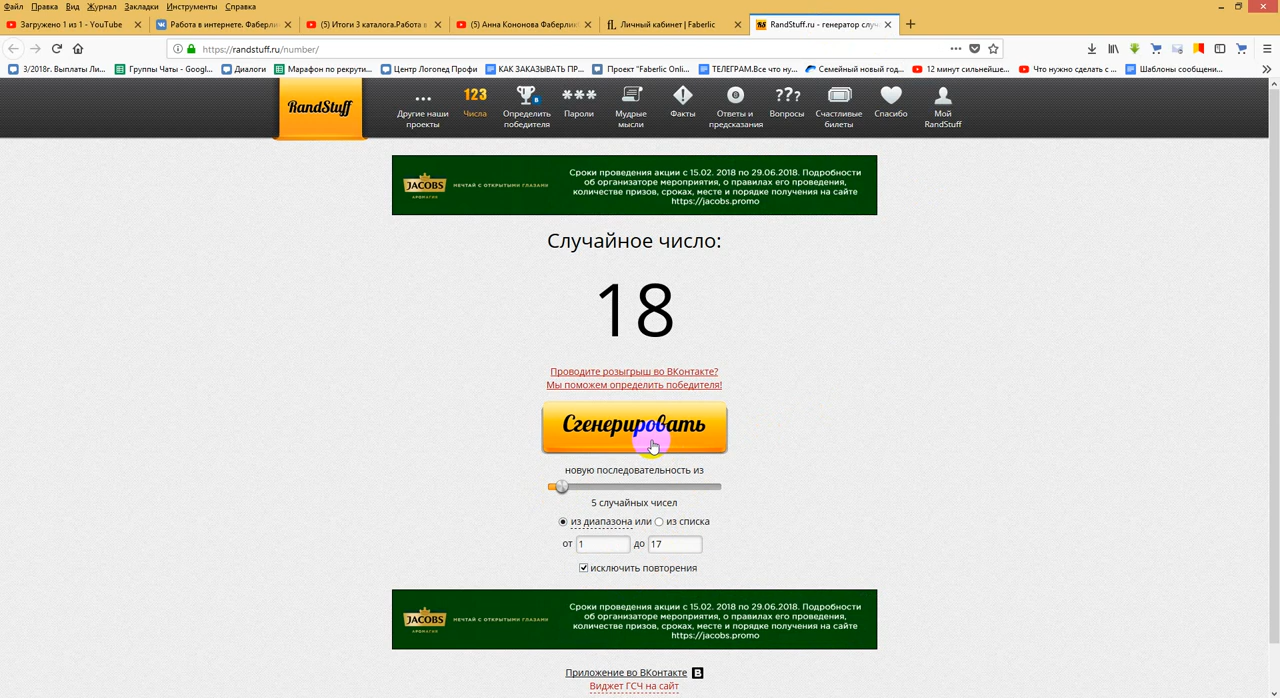 Файл Правка Вид Журнал Закладки Инструменты Справка
Загружено 1 из 1 - YouTube
Работа в интернете. Фаберли
(5) Итоги 3 каталога.Работа в
(5) Анна Кононова Фаберлик
Личный кабинет | Faberlic
RandStuff.ru - генератор случ
https://randstuff.ru/number/
3/2018г. Выплаты Ли...
Группы Чаты - Googl...
Диалоги
Марафон по рекрути...
Центр Логопед Профи
КАК ЗАКАЗЫВАТЬ ПР...
Проект "Faberlic Onli...
ТЕЛЕГРАМ.Все что ну...
Семейный новый год...
12 минут сильнейше...
Что нужно сделать с ...
Шаблоны сообщени...
RandStuff
Другие наши проекты
123
Числа
Определить победителя
***
Пароли
Мудрые мысли
Факты
Ответы и предсказания
???
Вопросы
Счастливые билеты
Спасибо
Мой RandStuff
JACOBS
АРОМАГИЯ
МЕЧТАЙ С ОТКРЫТЫМИ ГЛАЗАМИ
Сроки проведения акции с 15.02. 2018 по 29.06.2018. Подробности
об организаторе мероприятия, о правилах его проведения,
количестве призов, сроках, месте и порядке получения на сайте
https://jacobs.promo
Случайное число:
18
Проводите розыгрыш во ВКонтакте?
Мы поможем определить победителя!
Сгенерировать
новую последовательность из
5 случайных чисел
из диапазона или из списка
от 1 до 17
исключить повторения
JACOBS
АРОМАГИЯ
МЕЧТАЙ С ОТКРЫТЫМИ ГЛАЗАМИ
Сроки проведения акции с 15.02. 2018 по 29.06.2018. Подробности
об организаторе мероприятия, о правилах его проведения,
количестве призов, сроках, месте и порядке получения на сайте
https://jacobs.promo
Приложение во ВКонтакте B
Виджет ГСЧ на сайт